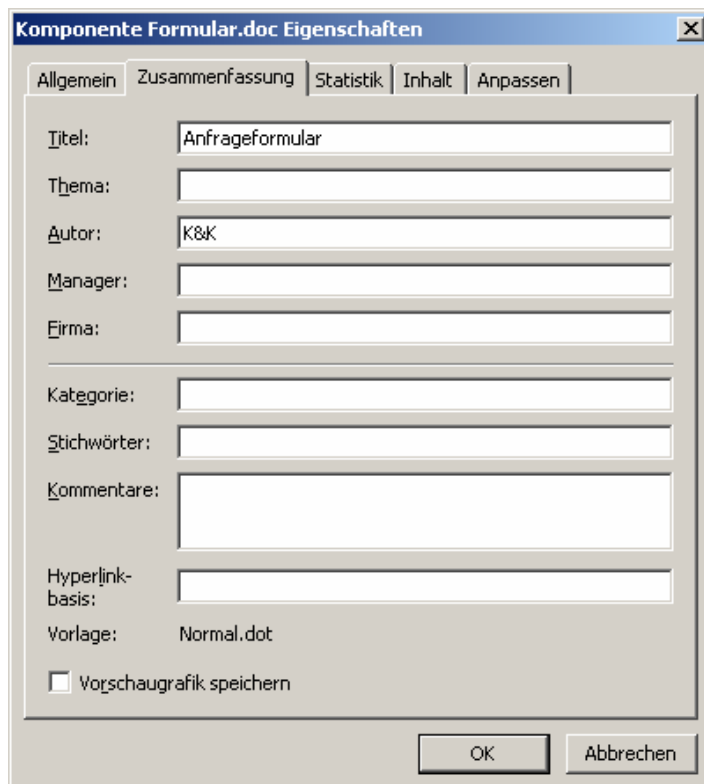 Komponente Formular.doc Eigenschaften
Allgemein Zusammenfassung Statistik Inhalt Anpassen
Titel: Anfrageformular
Thema:
Autor: K&K
Manager:
Firma:
Kategorie:
Stichwörter:
Kommentare:
Hyperlink-
basis:
Vorlage: Normal.dot
Vorschaugrafik speichern
OK Abbrechen